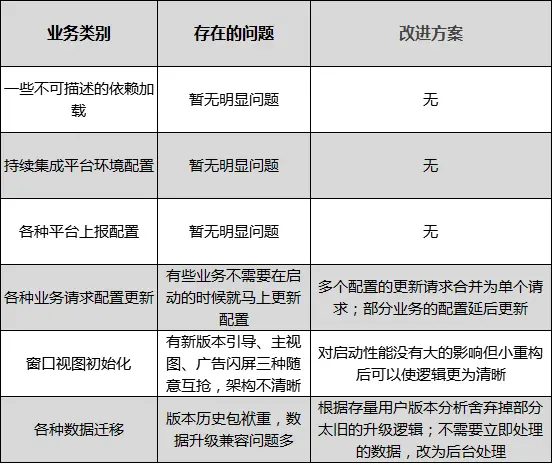 业务类别
存在的问题
改进方案
一些不可描述的依赖加
载
暂无明显问题
无
持续集成平台环境配置
暂无明显问题
无
各种平台上报配置
暂无明显问题
无
各种业务请求配置更新
有些业务不需要在启
动的时候就马上更新
配置
多个配置的更新请求合并为单个请
求；部分业务的配置延后更新
窗口视图初始化
有新版本引导、主视
图、广告闪屏三种随
意互抢，架构不清晰
对启动性能没有大的影响但小重构
后可以使逻辑更为清晰
各种数据迁移
版本历史包袱重，数
据升级兼容问题多
根据存量用户版本分析舍弃掉部分
太旧的升级逻辑；不需要立即处理
的数据，改为后台处理